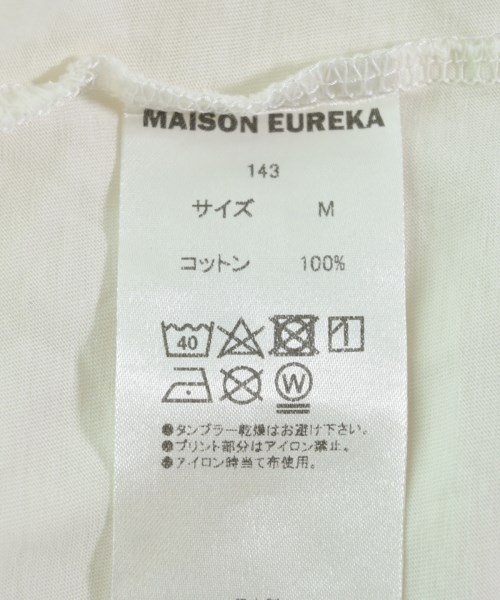 MAISON EUREKA
143
サイズ M
コットン 100%
40
W
●タンブラー乾燥はお避け下さい。
●プリント部分はアイロン禁止。
●アイロン時当て布使用。